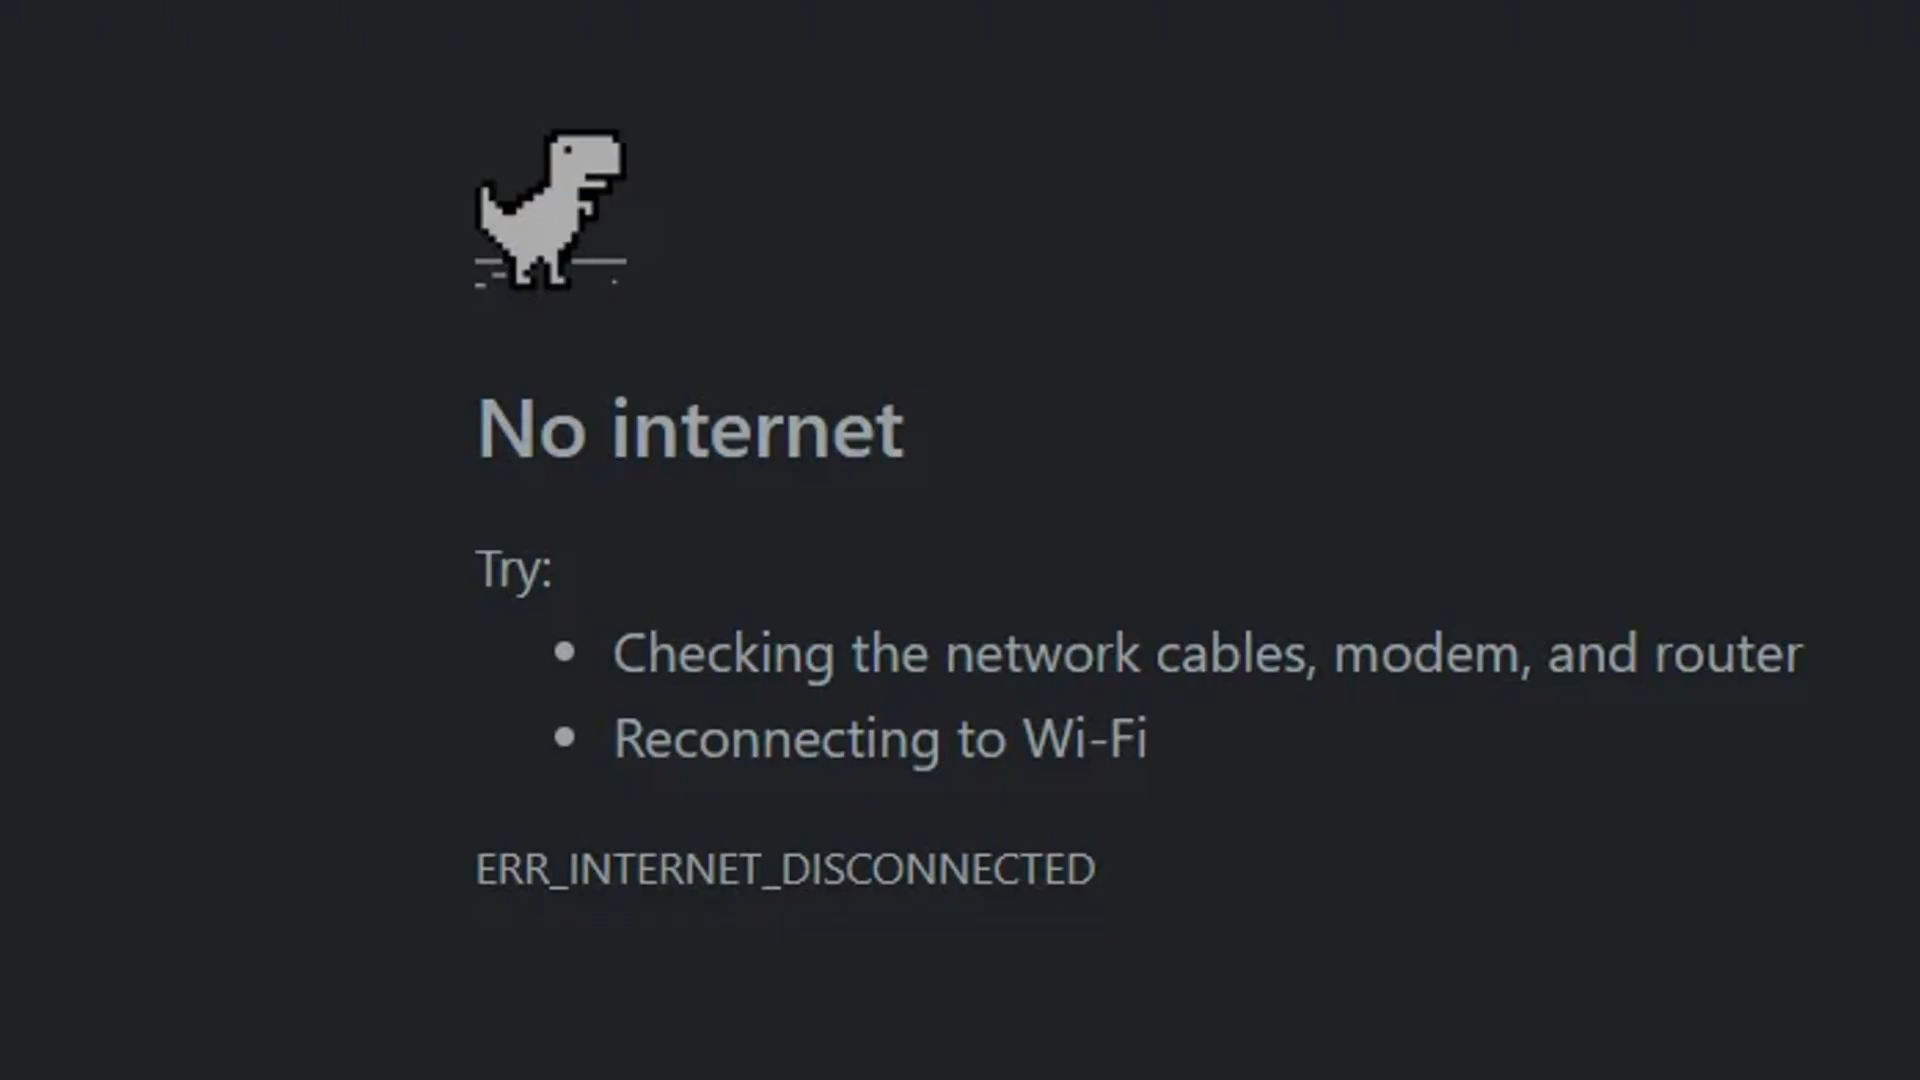 No internet
Try:
Checking the network cables, modem, and router
Reconnecting to Wi-Fi
ERR_INTERNET_DISCONNECTED